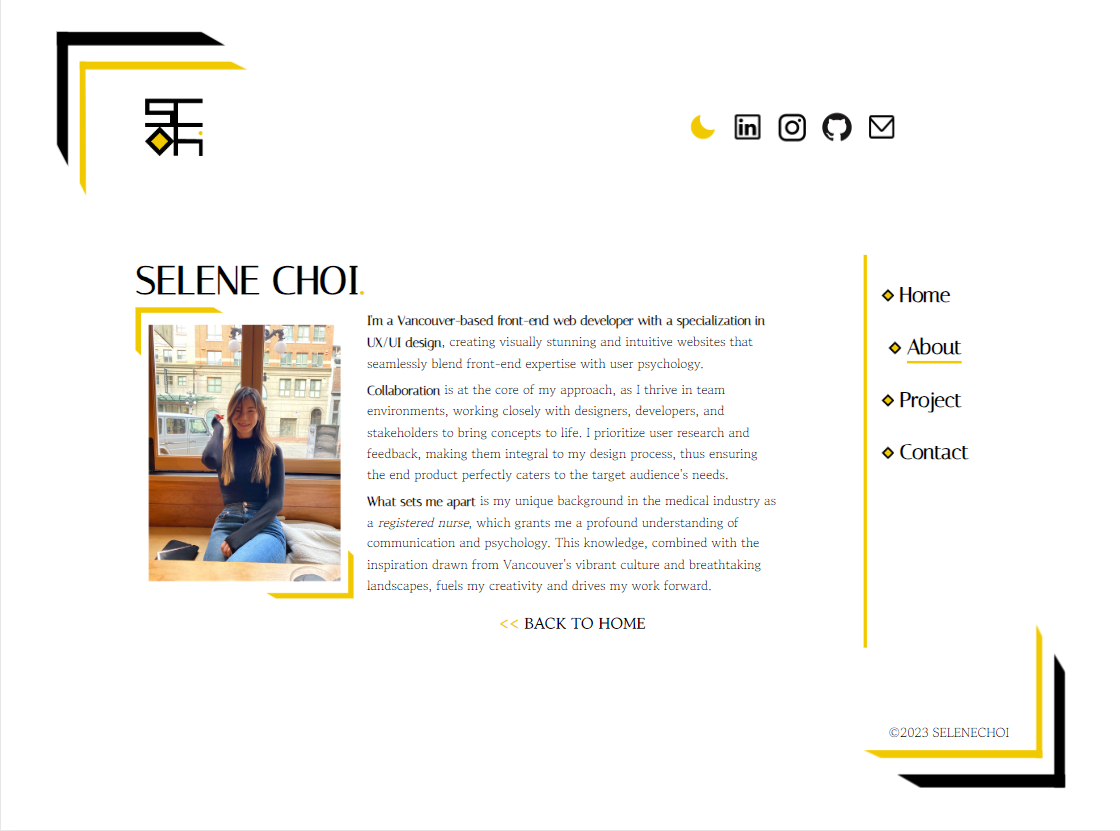 SELENE CHOI.
I'm a Vancouver-based front-end web developer with a specialization in
UX/UI design, creating visually stunning and intuitive websites that
seamlessly blend front-end expertise with user psychology.
Collaboration is at the core of my approach, as I thrive in team
environments, working closely with designers, developers, and
stakeholders to bring concepts to life. I prioritize user research and
feedback, making them integral to my design process, thus ensuring
the end product perfectly caters to the target audience's needs.
What sets me apart is my unique background in the medical industry as
a registered nurse, which grants me a profound understanding of
communication and psychology. This knowledge, combined with the
inspiration drawn from Vancouver's vibrant culture and breathtaking
landscapes, fuels my creativity and drives my work forward.
<< BACK TO HOME
Home
About
Project
Contact
©2023 SELENECHOI